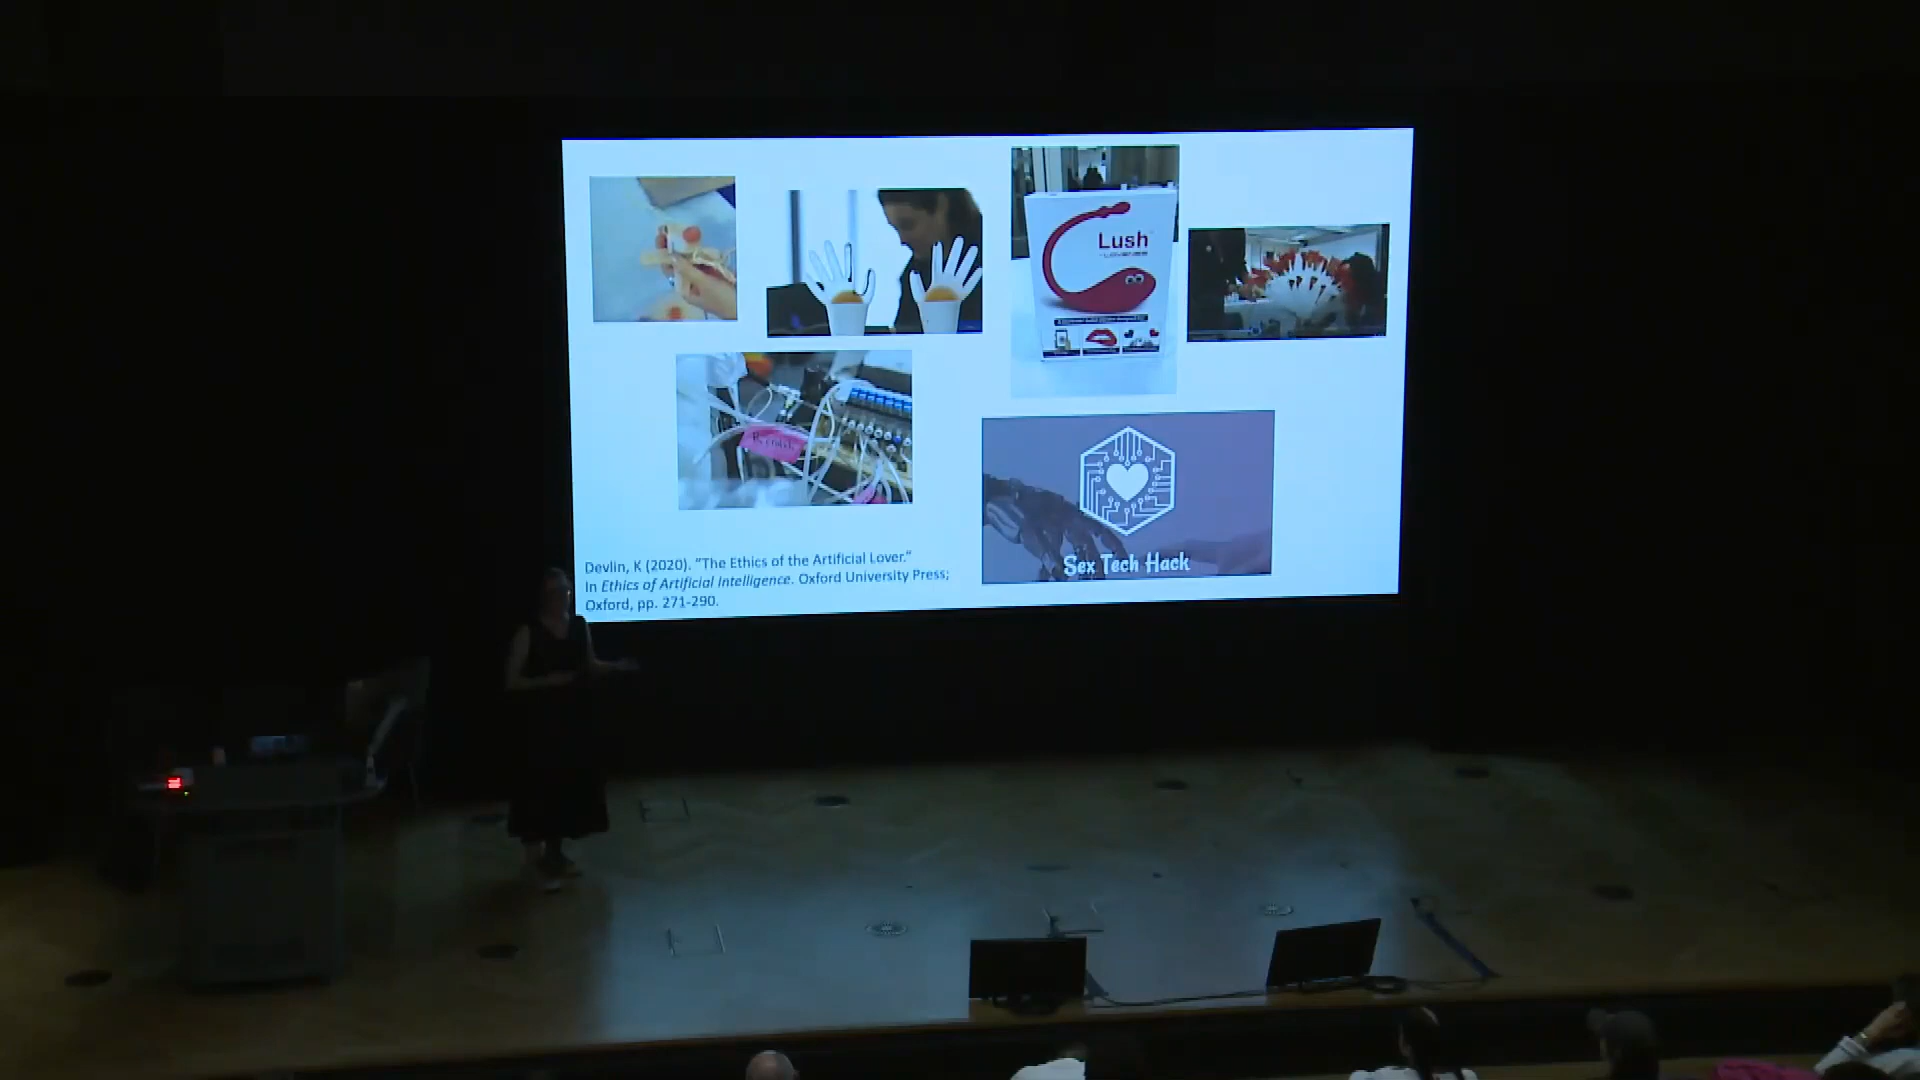 Lush
LOVENSE
Sex Tech Hack
Devlin, K (2020). "The Ethics of the Artificial Lover."
In Ethics of Artificial Intelligence. Oxford University Press;
Oxford, pp. 271-290.